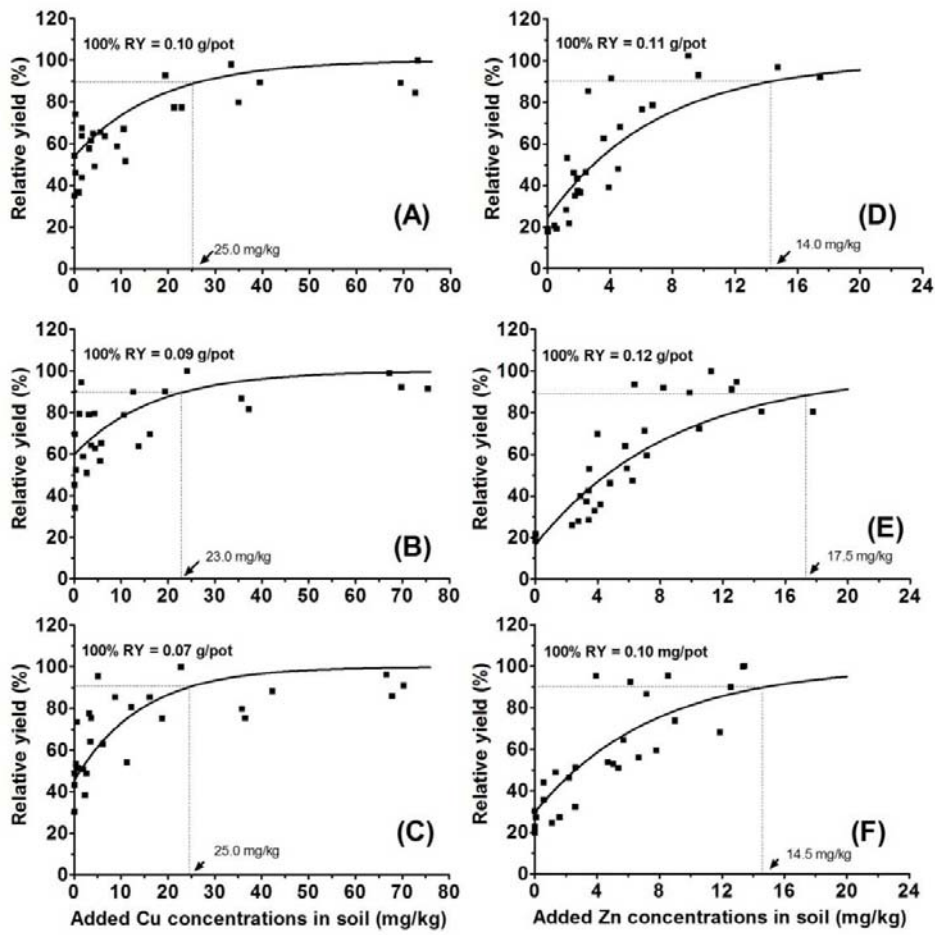 120
100
80
60
40
20
0
Relative yield (%)
100% RY = 0.10 g/pot
(A)
25.0 mg/kg
0 10 20 30 40 50 60 70 80
120
100
80
60
40
20
0
Relative yield (%)
100% RY = 0.11 g/pot
(D)
14.0 mg/kg
0 4 8 12 16 20 24
120
100
80
60
40
20
0
Relative yield (%)
100% RY = 0.09 g/pot
(B)
23.0 mg/kg
0 10 20 30 40 50 60 70 80
120
100
80
60
40
20
0
Relative yield (%)
100% RY = 0.12 g/pot
(E)
17.5 mg/kg
0 4 8 12 16 20 24
120
100
80
60
40
20
0
Relative yield (%)
100% RY = 0.07 g/pot
(C)
25.0 mg/kg
0 10 20 30 40 50 60 70 80
Added Cu concentrations in soil (mg/kg)
120
100
80
60
40
20
0
Relative yield (%)
100% RY = 0.10 mg/pot
(F)
14.5 mg/kg
0 4 8 12 16 20 24
Added Zn concentrations in soil (mg/kg)